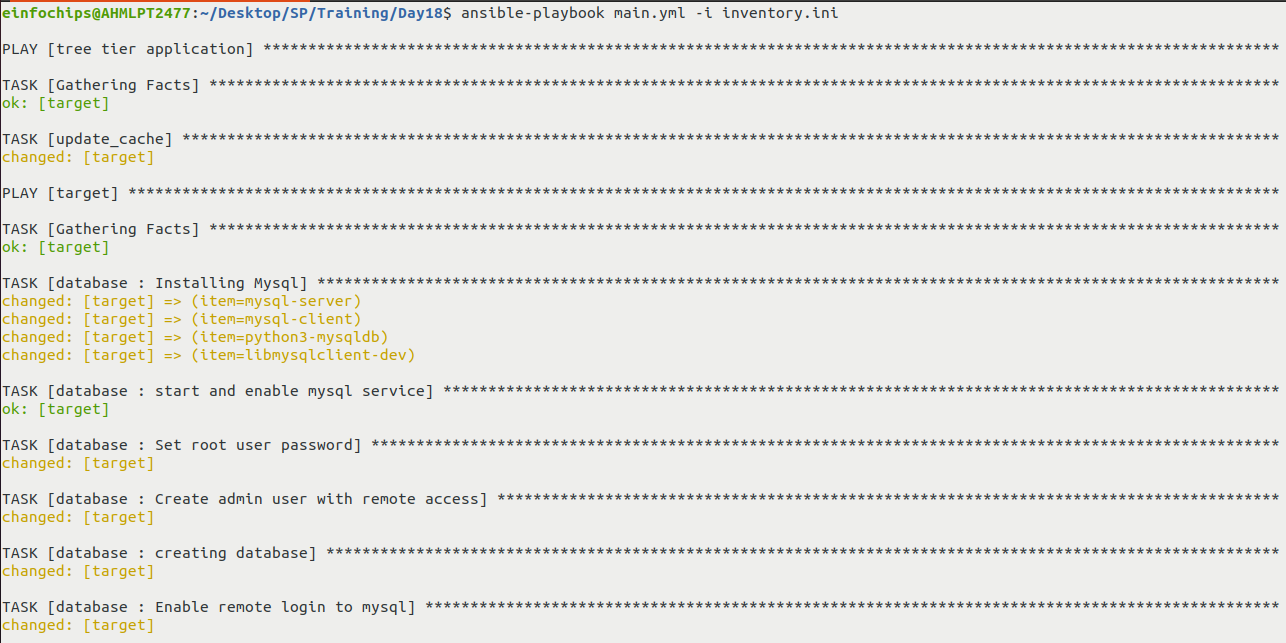 einfochips@AHMLPT2477:~/Desktop/SP/Training/Day18$ ansible-playbook main.yml -i inventory.ini
PLAY [tree tier application] *****************************************************************************************************************
TASK [Gathering Facts] ***********************************************************************************************************************
ok: [target]
TASK [update_cache] **************************************************************************************************************************
changed: [target]
PLAY [target] ********************************************************************************************************************************
TASK [Gathering Facts] ***********************************************************************************************************************
ok: [target]
TASK [database : Installing Mysql] ***********************************************************************************************************
changed: [target] => (item=mysql-server)
changed: [target] => (item=mysql-client)
changed: [target] => (item=python3-mysqldb)
changed: [target] => (item=libmysqlclient-dev)
TASK [database : start and enable mysql service] *********************************************************************************************
ok: [target]
TASK [database : Set root user password] *****************************************************************************************************
changed: [target]
TASK [database : Create admin user with remote access] ***************************************************************************************
changed: [target]
TASK [database : creating database] **********************************************************************************************************
changed: [target]
TASK [database : Enable remote login to mysql] ***********************************************************************************************
changed: [target]